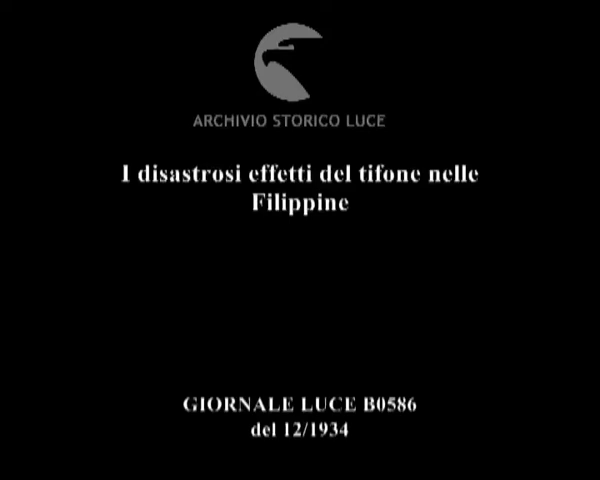 ARCHIVIO STORICO LUCE
I disastrosi effetti del tifone nelle
Filippine
GIORNALE LUCE B0586
del 12/1934